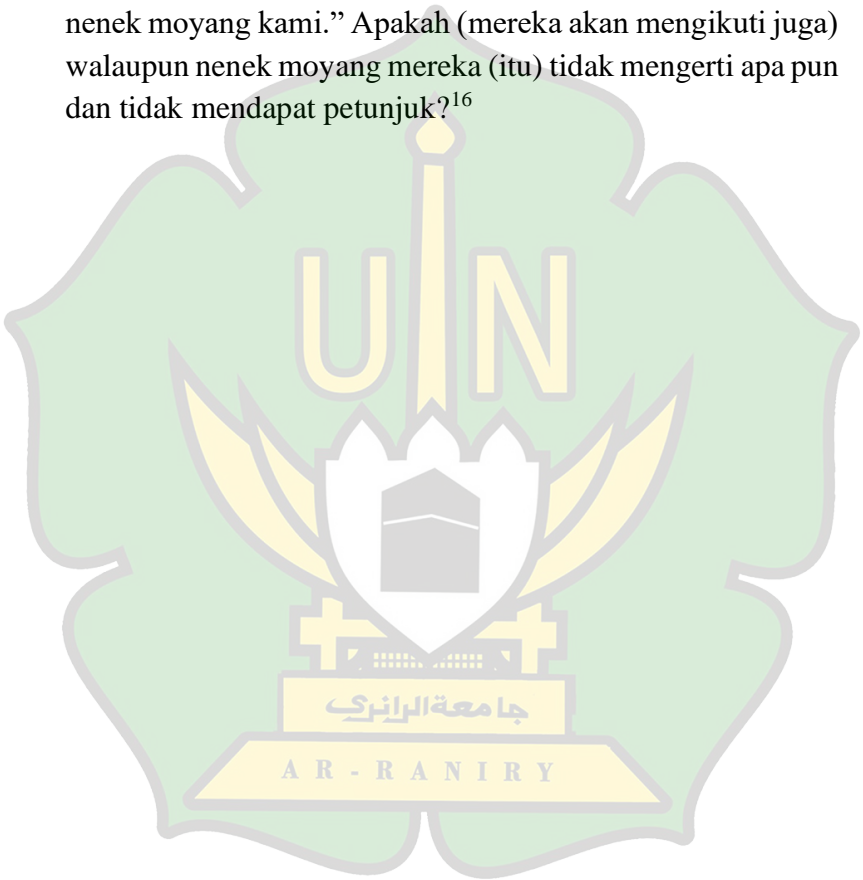 nenek moyang kami.” Apakah (mereka akan mengikuti juga)
walaupun nenek moyang mereka (itu) tidak mengerti apa pun
dan tidak mendapat petunjuk?16
UIN
جامعة الرانري
AR-RANIRY